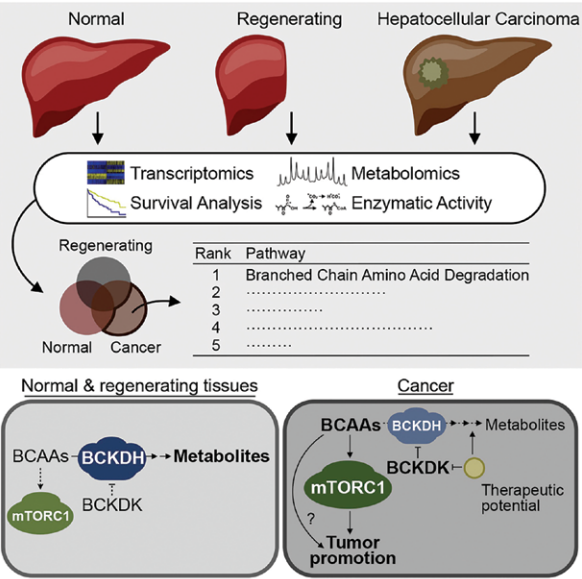 Normal
Regenerating
Hepatocellular Carcinoma
Transcriptomics
Metabolomics
Survival Analysis
Enzymatic Activity
Regenerating
Normal
Cancer
Rank Pathway
1 Branched Chain Amino Acid Degradation
2
3
4
5
Normal & regenerating tissues
BCAAs
BCKDH
Metabolites
mTORC1
BCKDK
Cancer
BCAAs
BCKDH
Metabolites
BCKDK
mTORC1
Therapeutic
potential
?
Tumor
promotion